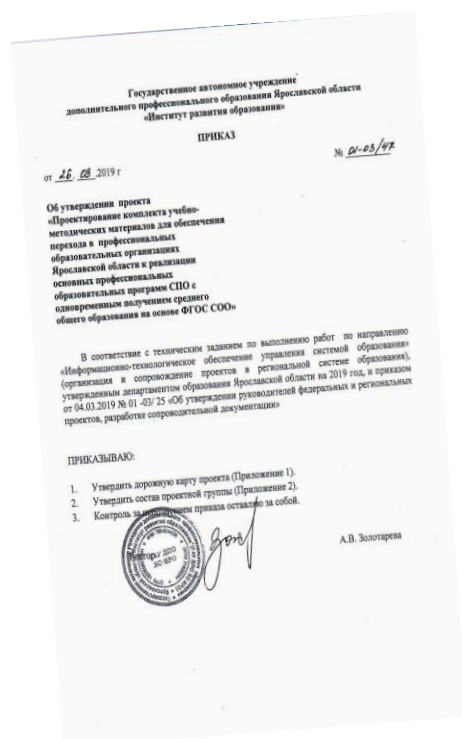 Государственное автономное учреждение
дополнительного профессионального образования Ярославской области
«Институт развития образования»
ПРИКАЗ
от 26.03.2019 г
№ 01-03/47
Об утверждении проекта
«Проектирование комплекта учебно-
методических материалов для обеспечения
перехода в профессиональных
образовательных организациях
Ярославской области к реализации
основных профессиональных
образовательных программ СПО с
одновременным получением среднего
общего образования на основе ФГОС СОО»
В соответствие с техническим заданием по выполнению работ по направлению
«Информационно-технологическое обеспечение управления системой образования»
(организация и сопровождение проектов в региональной системе образования),
утвержденным департаментом образования Ярославской области на 2019 год, и приказом
от 04.03.2019 № 01 -03/ 25 «Об утверждении руководителей федеральных и региональных
проектов, разработке сопроводительной документации»
ПРИКАЗЫВАЮ:
1. Утвердить дорожную карту проекта (Приложение 1).
2. Утвердить состав проектной группы (Приложение 2).
3. Контроль за исполнением приказа оставляю за собой.
Ректор
А.В. Золотарева